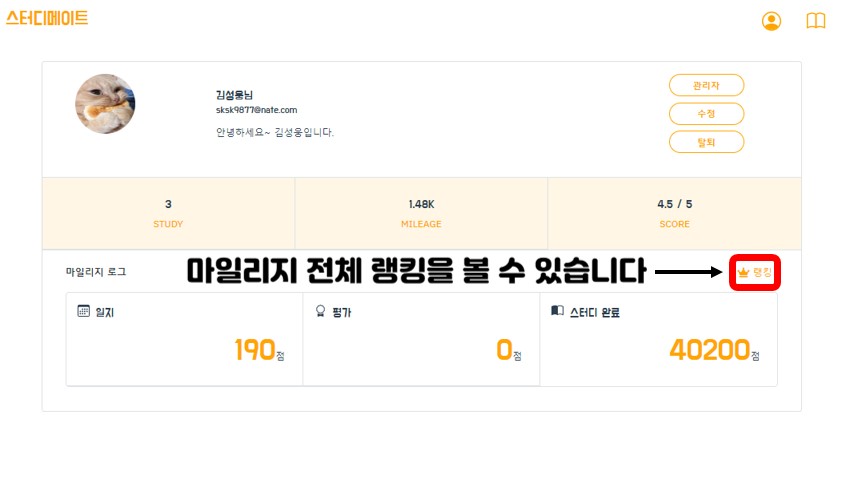 스터디메이트
김성웅님
sksk9877@nate.com
안녕하세요~ 김성웅입니다.
관리자
수정
탈퇴
3
STUDY
1.48K
MILEAGE
4.5 / 5
SCORE
마일리지 로그
마일리지 전체 랭킹을 볼 수 있습니다
랭킹
일지
190점
평가
0점
스터디 완료
40200점